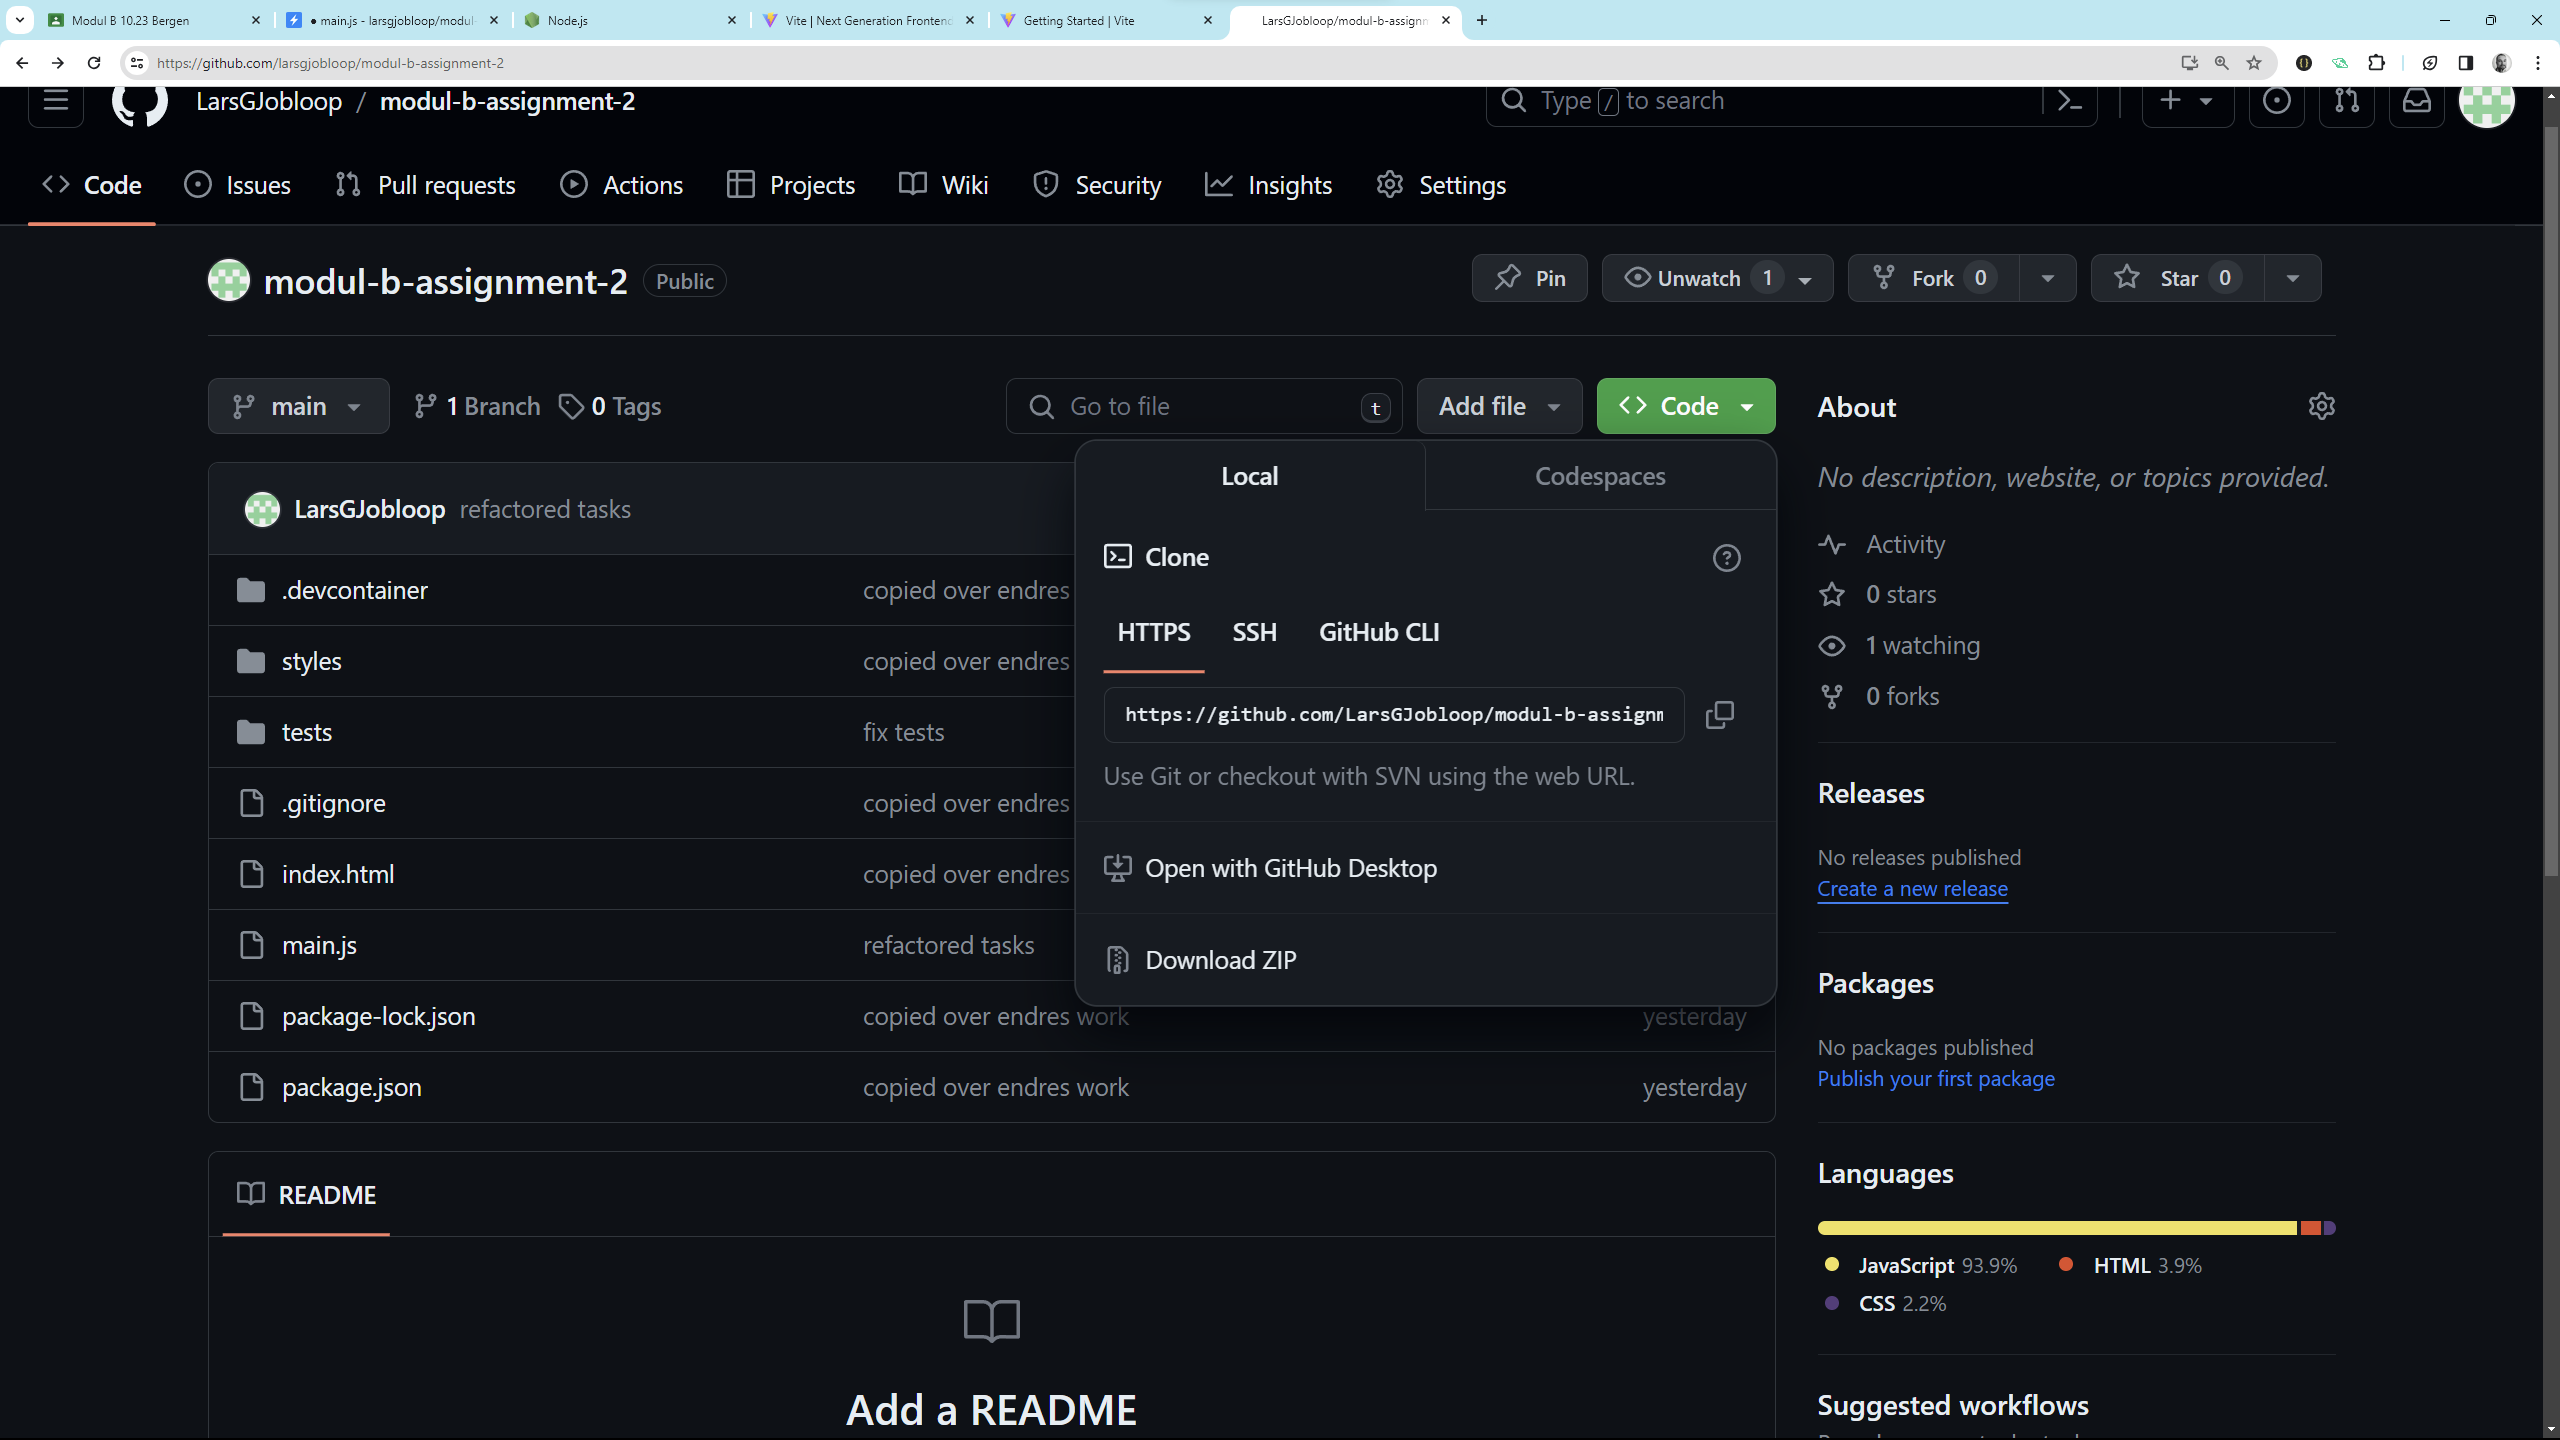 Modul B 10.23 Bergen
● main.js - larsgjobloop/modul-
Node.js
Vite | Next Generation Frontend
Getting Started | Vite
LarsGJobloop/modul-b-assignm
https://github.com/larsgjobloop/modul-b-assignment-2
LarsGJobloop / modul-b-assignment-2
Type / to search
Code
Issues
Pull requests
Actions
Projects
Wiki
Security
Insights
Settings
modul-b-assignment-2
Public
Pin
Unwatch 1
Fork 0
Star 0
main
1 Branch
0 Tags
Go to file
t
Add file
Code
LarsGJobloop refactored tasks
.devcontainer
copied over endres
styles
copied over endres
tests
fix tests
.gitignore
copied over endres
index.html
copied over endres
main.js
refactored tasks
package-lock.json
copied over endres work
yesterday
package.json
copied over endres work
yesterday
Local
Codespaces
Clone
HTTPS
SSH
GitHub CLI
https://github.com/LarsGJobloop/modul-b-assignm
Use Git or checkout with SVN using the web URL.
Open with GitHub Desktop
Download ZIP
README
Add a README
About
No description, website, or topics provided.
Activity
0 stars
1 watching
0 forks
Releases
No releases published
Create a new release
Packages
No packages published
Publish your first package
Languages
JavaScript 93.9%
HTML 3.9%
CSS 2.2%
Suggested workflows